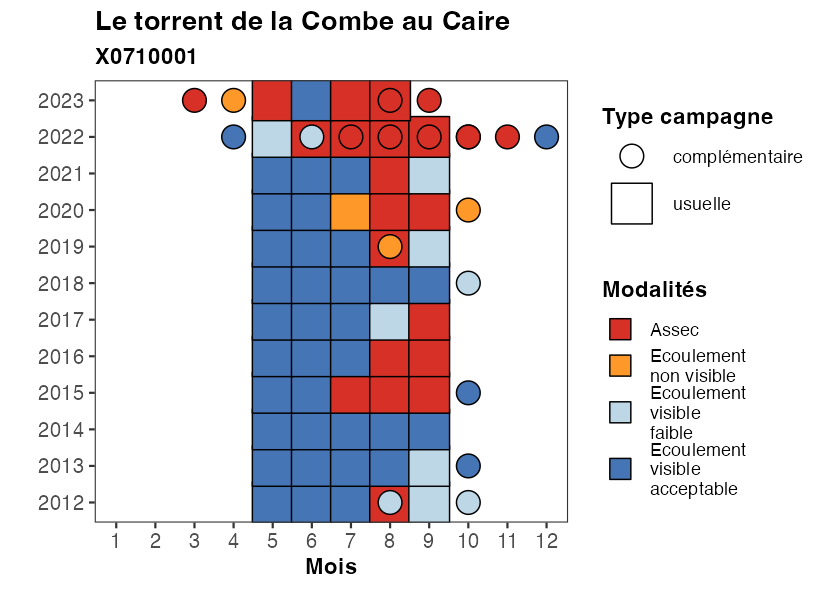 Le torrent de la Combe au Caire
X0710001
2023
2022
2021
2020
2019
2018
2017
2016
2015
2014
2013
2012
1 2 3 4 5 6 7 8 9 10 11 12
Mois
Type campagne
complémentaire
usuelle
Modalités
Assec
Ecoulement
non visible
Ecoulement
visible
faible
Ecoulement
visible
acceptable